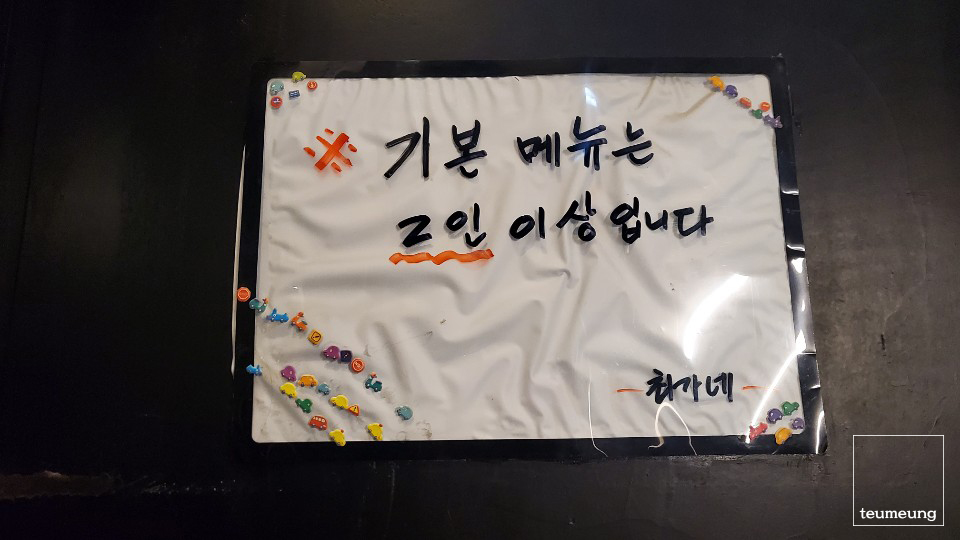 ※ 기본 메뉴는
2인 이상 입니다
- 최가네 -
teumeung